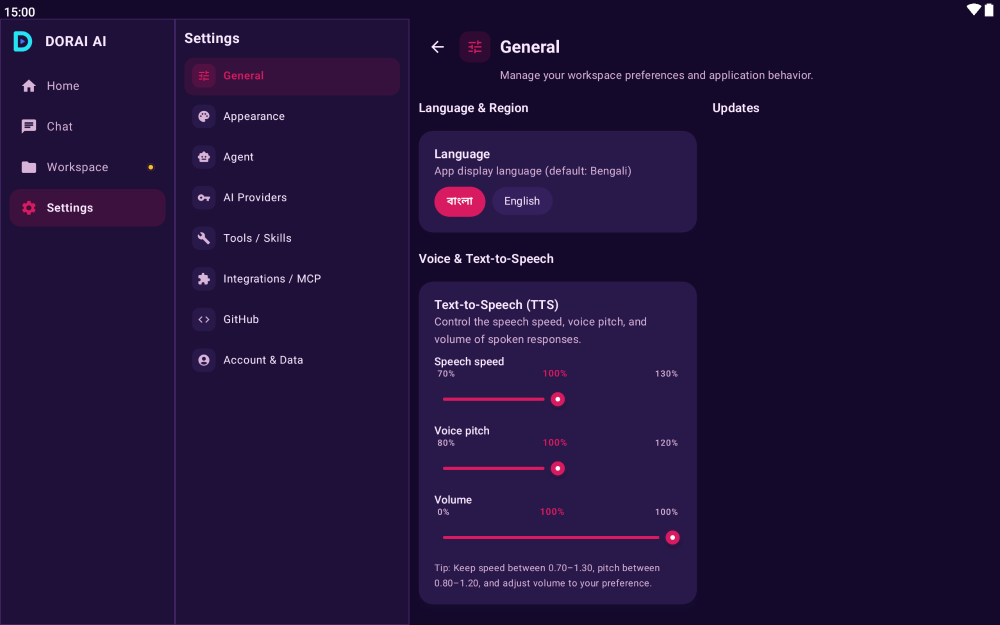 15:00
DORAI AI
Home
Chat
Workspace
Settings
Settings
General
Appearance
Agent
AI Providers
Tools / Skills
Integrations / MCP
GitHub
Account & Data
General
Manage your workspace preferences and application behavior.
Language & Region
Language
App display language (default: Bengali)
বাংলা English
Voice & Text-to-Speech
Text-to-Speech (TTS)
Control the speech speed, voice pitch, and
volume of spoken responses.
Speech speed
70% 100% 130%
Voice pitch
80% 100% 120%
Volume
0% 100% 100%
Tip: Keep speed between 0.70–1.30, pitch between
0.80–1.20, and adjust volume to your preference.
Updates